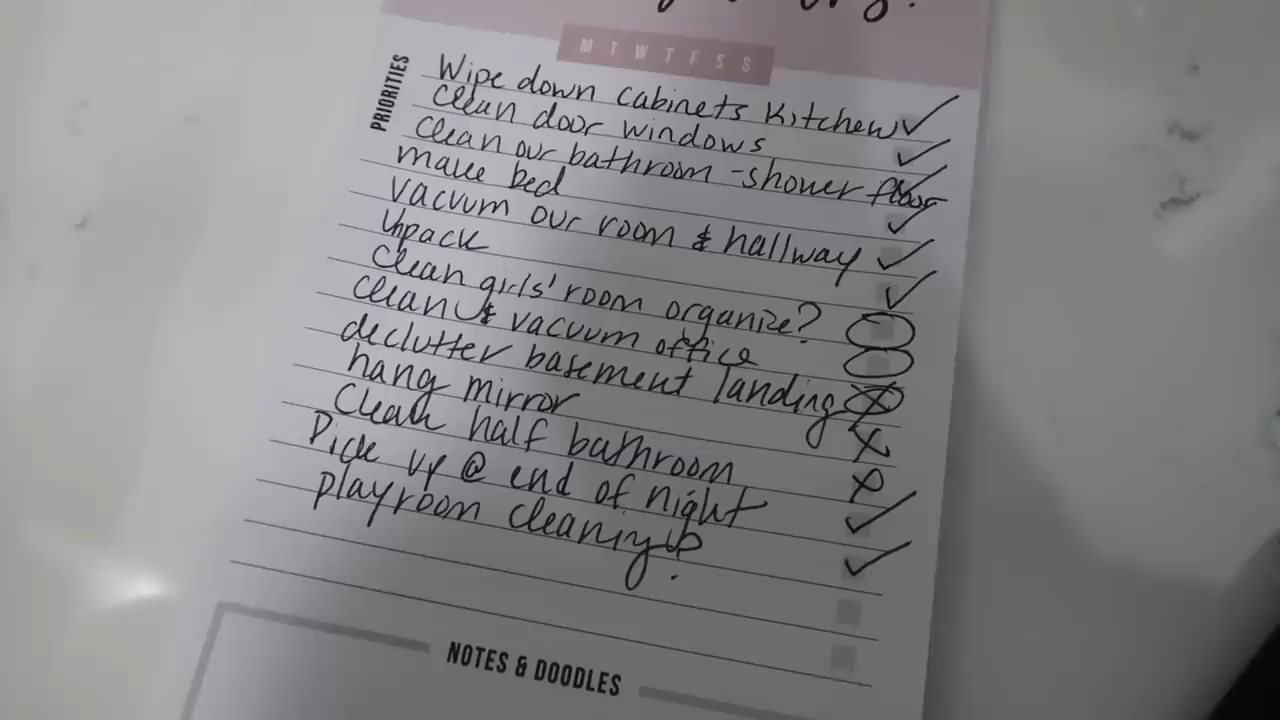 M T W T F S S
PRIORITIES
Wipe down cabinets Kitchen
Clean door windows
Clean our bathroom - shower floor
make bed
Vacuum our room & hallway
Unpack
Clean girls' room organize?
Clean & vacuum office
declutter basement landing
hang mirror
Clean half bathroom
Pick up @ end of night
playroom clean
NOTES & DOODLES